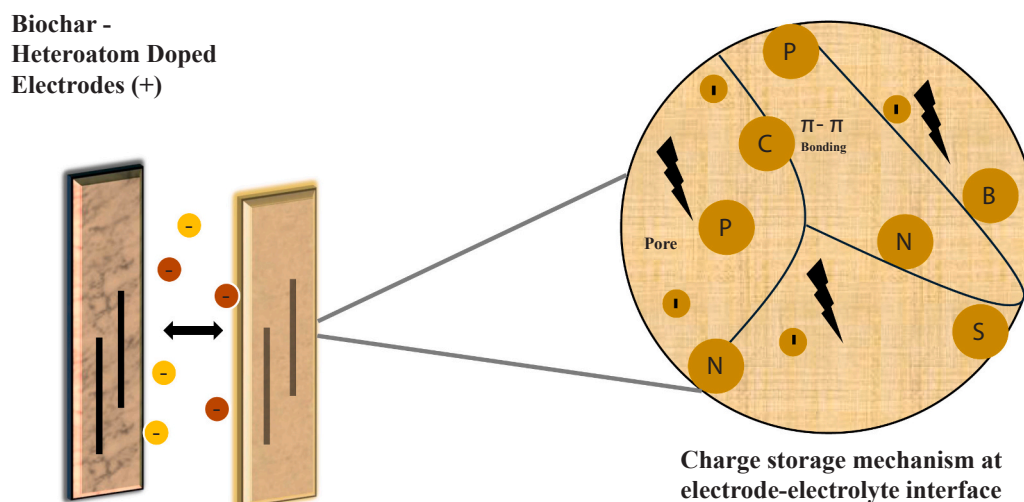 Biochar -
Heteroatom Doped
Electrodes (+)
P
C
π- π
Bonding
B
Pore
P
N
S
N
-
-
-
-
-
-
Charge storage mechanism at
electrode-electrolyte interface